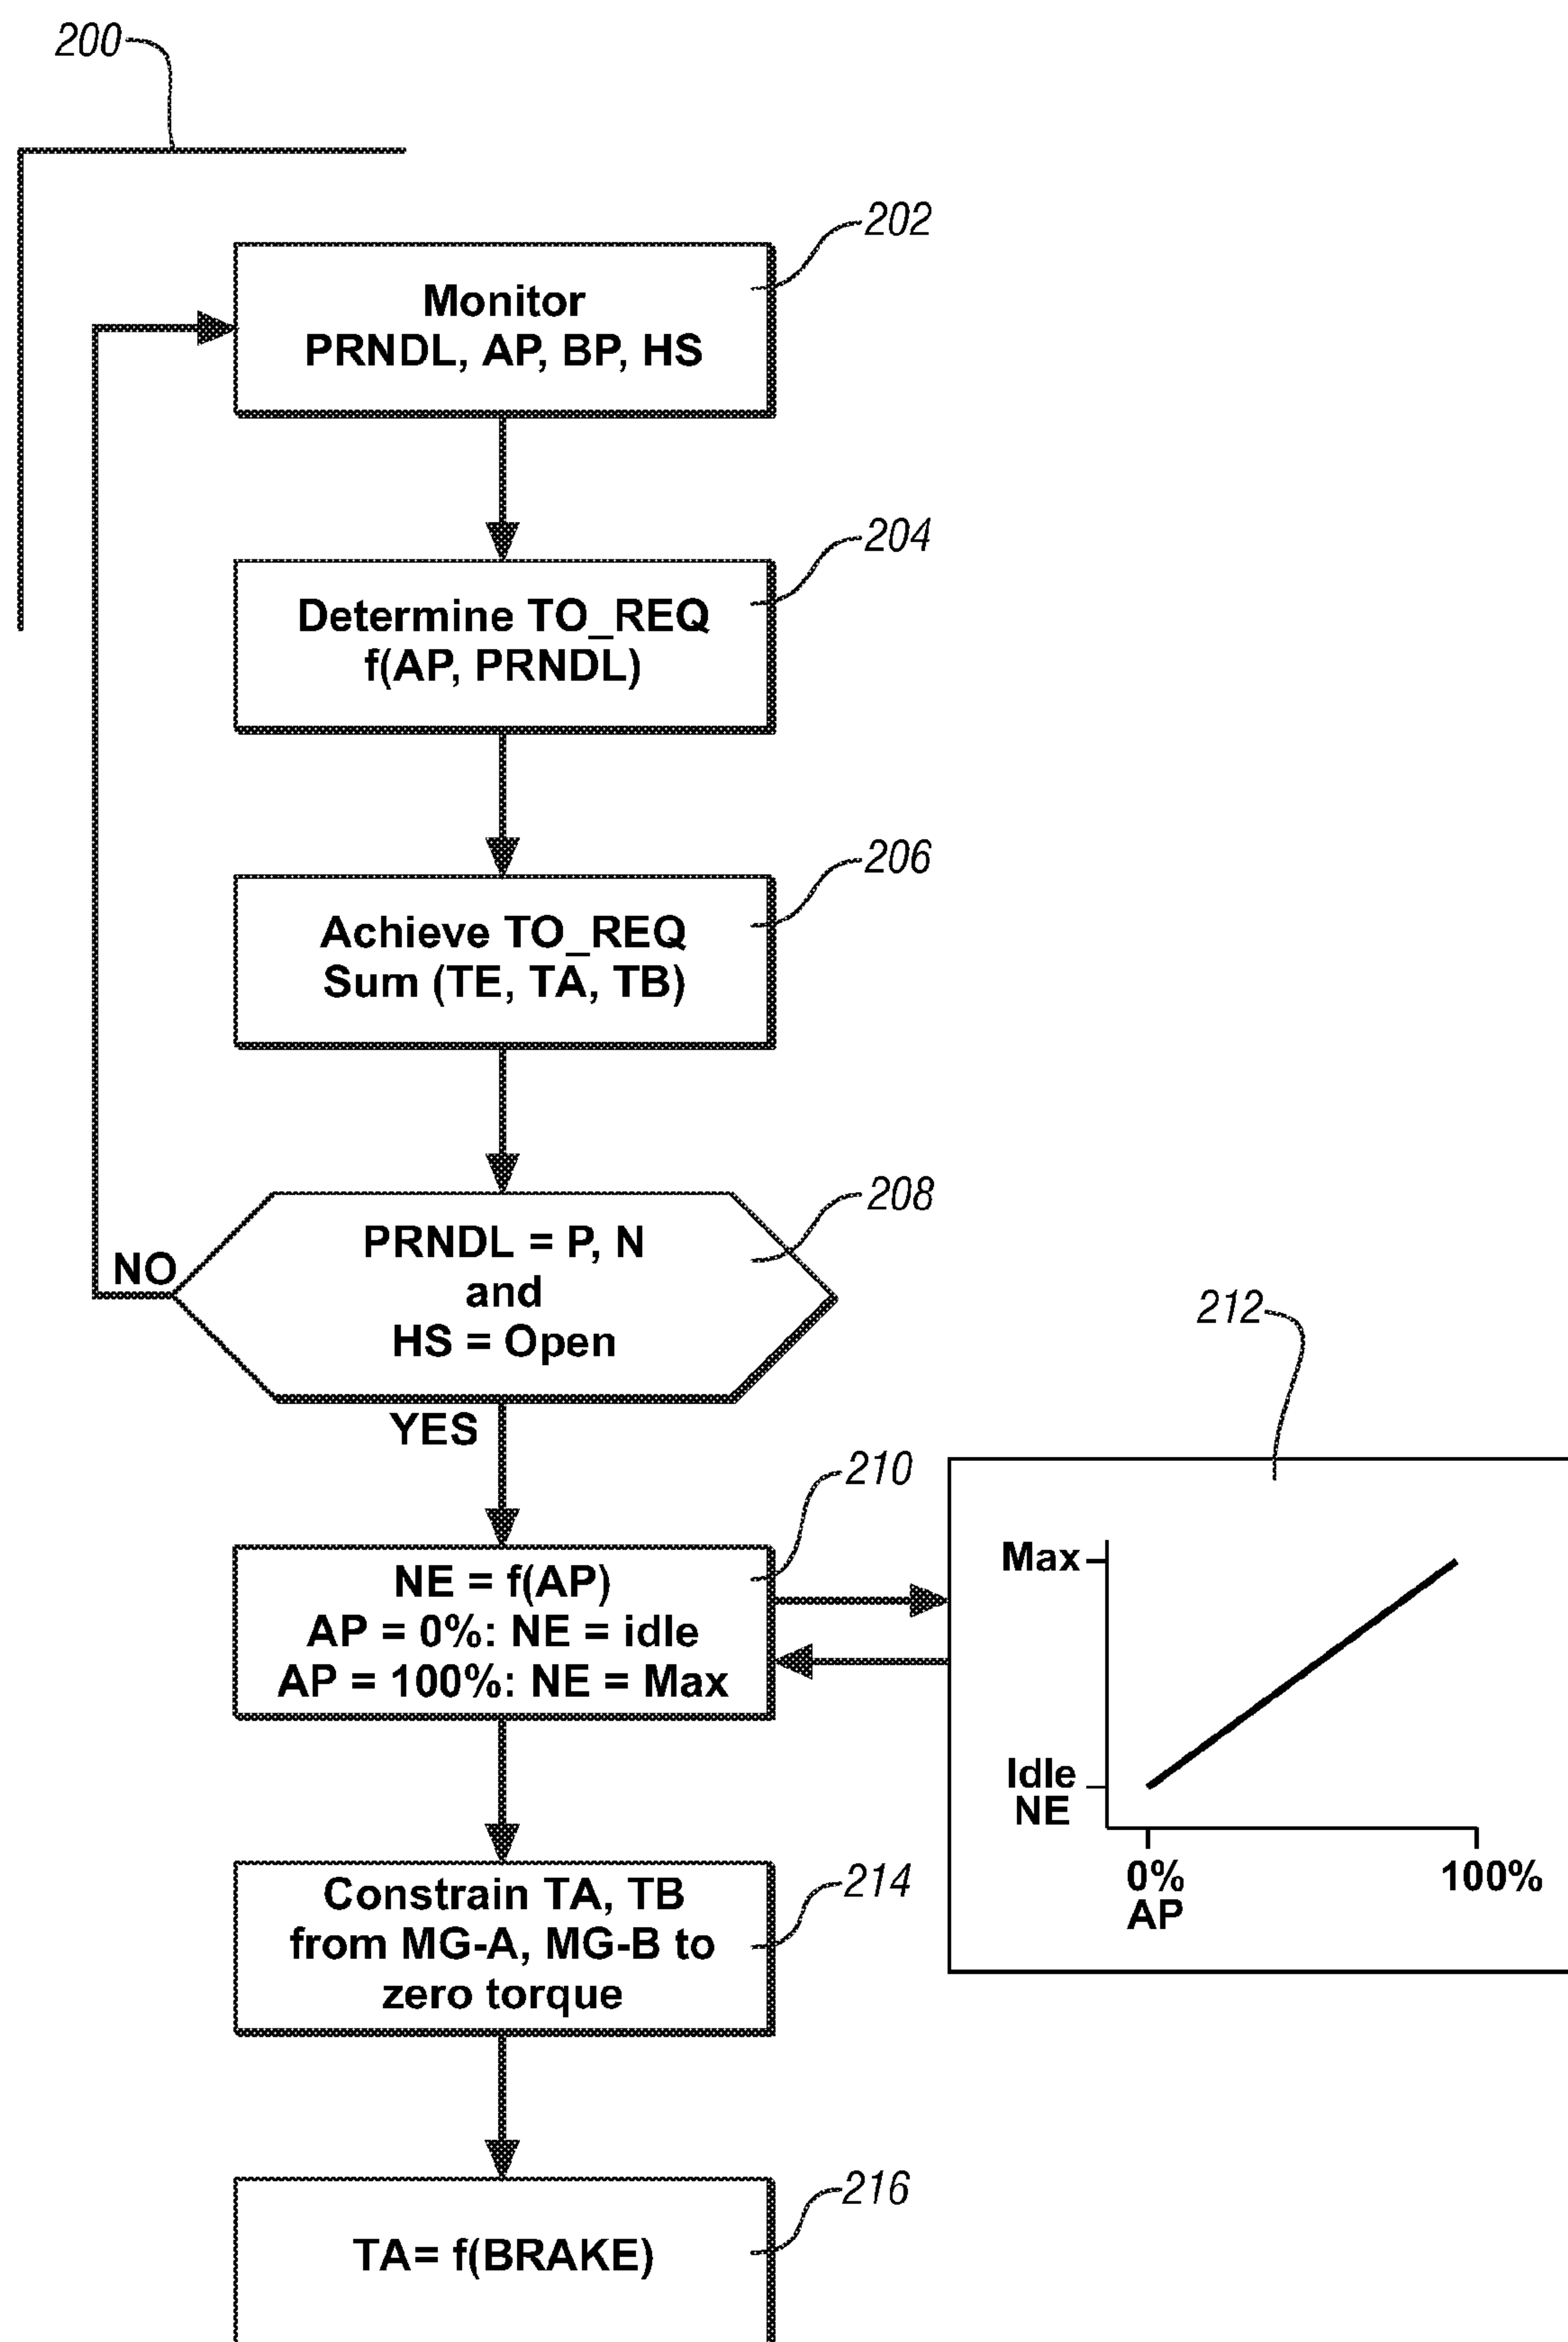 200
202
Monitor
PRNDL, AP, BP, HS
204
Determine TO_REQ
f(AP, PRNDL)
206
Achieve TO_REQ
Sum (TE, TA, TB)
208
PRNDL = P, N
and
HS = Open
NO
YES
210
NE = f(AP)
AP = 0%: NE = idle
AP = 100%: NE = Max
212
Max
Idle
NE
0%
100%
AP
214
Constrain TA, TB
from MG-A, MG-B to
zero torque
216
TA= f(BRAKE)